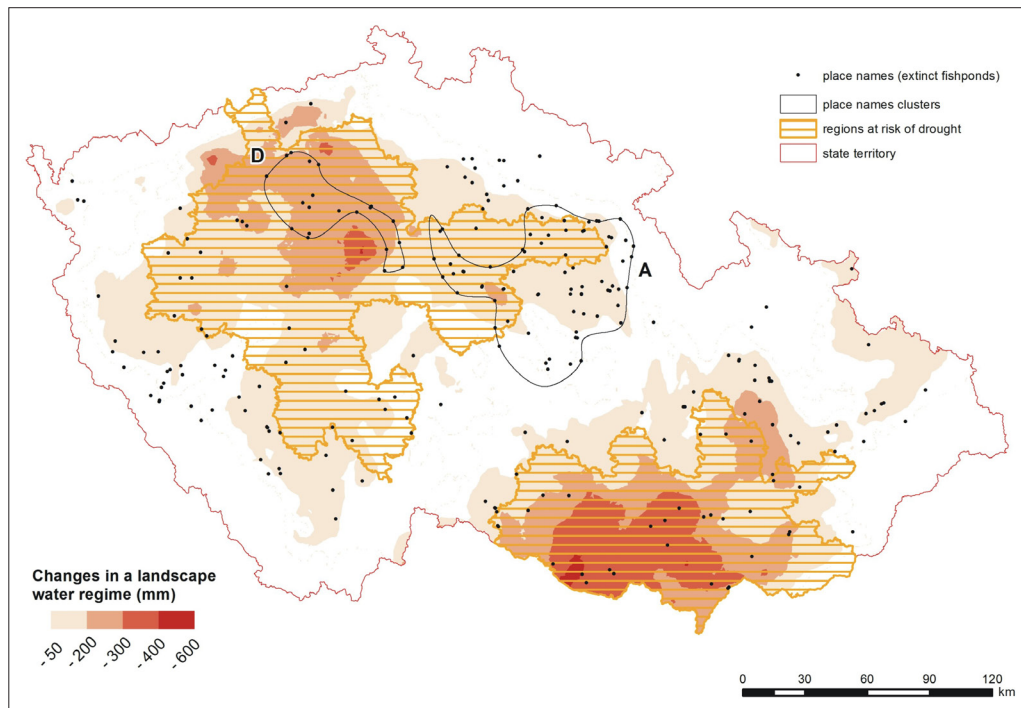 place names (extinct fishponds)
place names clusters
regions at risk of drought
state territory
D
A
Changes in a landscape
water regime (mm)
- 50
- 200
- 300
- 400
- 600
0 30 60 90 120
km